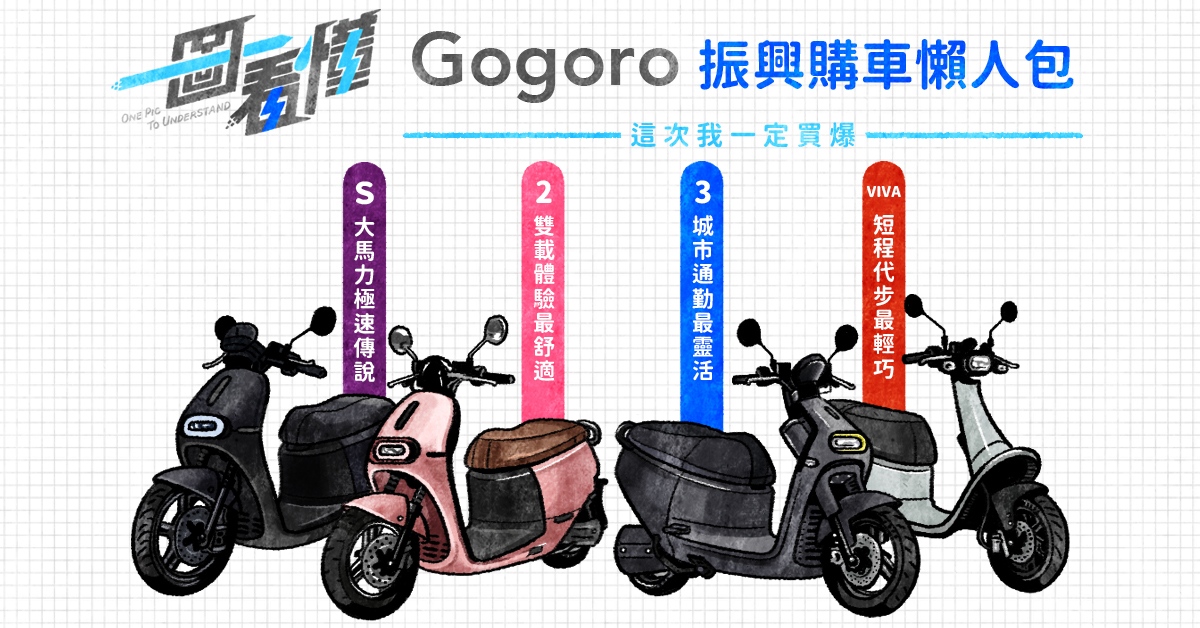 一圖看懂
ONE PIC
TO UNDERSTAND
Gogoro 振興購車懶人包
這次我一定買爆
S
大馬力極速傳說
2
雙載體驗最舒適
3
城市通勤最靈活
VIVA
短程代步最輕巧